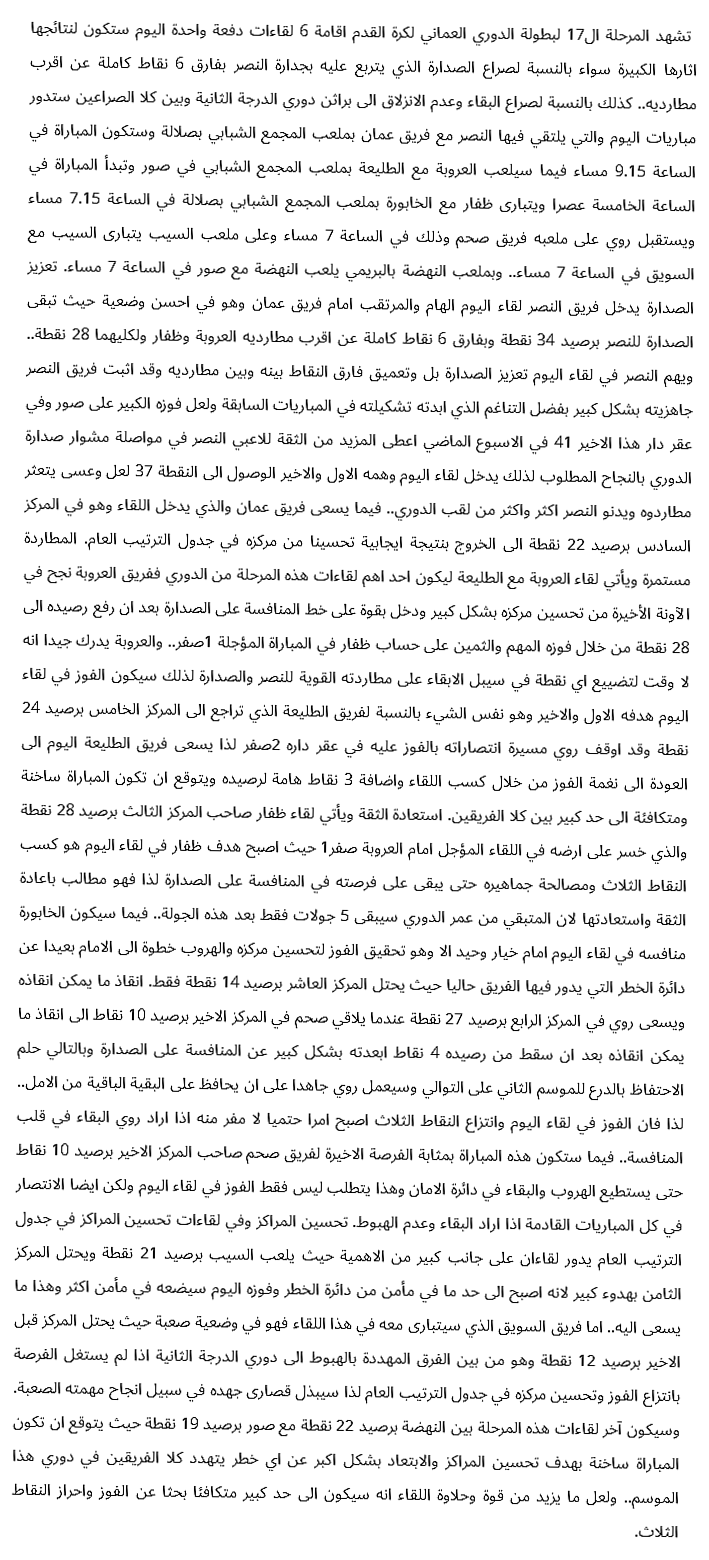 تشهد المرحلة ال17 لبطولة الدوري العماني لكرة القدم اقامة 6 لقاءات دفعة واحدة اليوم ستكون لنتائجها
اثارها الكبيرة سواء بالنسبة لصراع الصدارة الذي يتربع عليه بجدارة النصر بفارق 6 نقاط كاملة عن اقرب
مطارديه.. كذلك بالنسبة لصراع البقاء وعدم الانزلاق الى براثن دوري الدرجة الثانية وبين كلا الصراعين ستدور
مباريات اليوم والتي يلتقي فيها النصر مع فريق عمان بملعب المجمع الشبابي بصلالة وستكون المباراة في
الساعة 9.15 مساء فيما سيلعب العروبة مع الطليعة بملعب المجمع الشبابي في صور وتبدأ المباراة في
الساعة الخامسة عصرا ويتبارى ظفار مع الخابورة بملعب المجمع الشبابي بصلالة في الساعة 7.15 مساء
ويستقبل روي على ملعبه فريق صحم وذلك في الساعة 7 مساء وعلى ملعب السيب يتبارى السيب مع
السويق في الساعة 7 مساء.. وبملعب النهضة بالبريمي يلعب النهضة مع صور في الساعة 7 مساء. تعزيز
الصدارة يدخل فريق النصر لقاء اليوم الهام والمرتقب امام فريق عمان وهو في احسن وضعية حيث تبقى
الصدارة للنصر برصيد 34 نقطة وبفارق 6 نقاط كاملة عن اقرب مطارديه العروبة وظفار ولكليهما 28 نقطة..
ويهم النصر في لقاء اليوم تعزيز الصدارة بل وتعميق فارق النقاط بينه وبين مطارديه وقد اثبت فريق النصر
جاهزيته بشكل كبير بفضل التناغم الذي ابدته تشكيلته في المباريات السابقة ولعل فوزه الكبير على صور وفي
عقر دار هذا الاخير 41 في الاسبوع الماضي اعطى المزيد من الثقة للاعبي النصر في مواصلة مشوار صدارة
الدوري بالنجاح المطلوب لذلك يدخل لقاء اليوم وهمه الاول والاخير الوصول الى النقطة 37 لعل وعسى يتعثر
مطاردوه ويدنو النصر اكثر واكثر من لقب الدوري.. فيما يسعى فريق عمان والذي يدخل اللقاء وهو في المركز
السادس برصيد 22 نقطة الى الخروج بنتيجة ايجابية تحسينا من مركزه في جدول الترتيب العام. المطاردة
مستمرة ويأتي لقاء العروبة مع الطليعة ليكون احد اهم لقاءات هذه المرحلة من الدوري ففريق العروبة نجح في
الآونة الأخيرة من تحسين مركزه بشكل كبير ودخل بقوة على خط المنافسة على الصدارة بعد ان رفع رصيده الى
28 نقطة من خلال فوزه المهم والثمين على حساب ظفار في المباراة المؤجلة 1صفر.. والعروبة يدرك جيدا انه
لا وقت لتضييع اي نقطة في سيبل الابقاء على مطاردته القوية للنصر والصدارة لذلك سيكون الفوز في لقاء
اليوم هدفه الاول والاخير وهو نفس الشيء بالنسبة لفريق الطليعة الذي تراجع الى المركز الخامس برصيد 24
نقطة وقد اوقف روي مسيرة انتصاراته بالفوز عليه في عقر داره 2صفر لذا يسعى فريق الطليعة اليوم الى
العودة الى نغمة الفوز من خلال كسب اللقاء واضافة 3 نقاط هامة لرصيده ويتوقع ان تكون المباراة ساخنة
ومتكافئة الى حد كبير بين كلا الفريقين. استعادة الثقة ويأتي لقاء ظفار صاحب المركز الثالث برصيد 28 نقطة
والذي خسر على ارضه في اللقاء المؤجل امام العروبة صفر1 حيث اصبح هدف ظفار في لقاء اليوم هو كسب
النقاط الثلاث ومصالحة جماهيره حتى يبقى على فرصته في المنافسة على الصدارة لذا فهو مطالب باعادة
الثقة واستعادتها لان المتبقي من عمر الدوري سيبقى 5 جولات فقط بعد هذه الجولة.. فيما سيكون الخابورة
منافسه في لقاء اليوم امام خيار وحيد الا وهو تحقيق الفوز لتحسين مركزه والهروب خطوة الى الامام بعيدا عن
دائرة الخطر التي يدور فيها الفريق حاليا حيث يحتل المركز العاشر برصيد 14 نقطة فقط. انقاذ ما يمكن انقاذه
ويسعى روي في المركز الرابع برصيد 27 نقطة عندما يلاقي صحم في المركز الاخير برصيد 10 نقاط الى انقاذ ما
يمكن انقاذه بعد ان سقط من رصيده 4 نقاط ابعدته بشكل كبير عن المنافسة على الصدارة وبالتالي حلم
الاحتفاظ بالدرع للموسم الثاني على التوالي وسيعمل روي جاهدا على ان يحافظ على البقية الباقية من الامل..
لذا فان الفوز في لقاء اليوم وانتزاع النقاط الثلاث اصبح امرا حتميا لا مفر منه اذا اراد روي البقاء في قلب
المنافسة.. فيما ستكون هذه المباراة بمثابة الفرصة الاخيرة لفريق صحم صاحب المركز الاخير برصيد 10 نقاط
حتى يستطيع الهروب والبقاء في دائرة الامان وهذا يتطلب ليس فقط الفوز في لقاء اليوم ولكن ايضا الانتصار
في كل المباريات القادمة اذا اراد البقاء وعدم الهبوط. تحسين المراكز وفي لقاءات تحسين المراكز في جدول
الترتيب العام يدور لقاءان على جانب كبير من الاهمية حيث يلعب السيب برصيد 21 نقطة ويحتل المركز
الثامن بهدوء كبير لانه اصبح الى حد ما في مأمن من دائرة الخطر وفوزه اليوم سيضعه في مأمن اكثر وهذا ما
يسعى اليه.. اما فريق السويق الذي سيتبارى معه في هذا اللقاء فهو في وضعية صعبة حيث يحتل المركز قبل
الاخير برصيد 12 نقطة وهو من بين الفرق المهددة بالهبوط الى دوري الدرجة الثانية اذا لم يستغل الفرصة
بانتزاع الفوز وتحسين مركزه في جدول الترتيب العام لذا سيبذل قصارى جهده في سبيل انجاح مهمته الصعبة.
وسيكون آخر لقاءات هذه المرحلة بين النهضة برصيد 22 نقطة مع صور برصيد 19 نقطة حيث يتوقع ان تكون
المباراة ساخنة بهدف تحسين المراكز والابتعاد بشكل اكبر عن اي خطر يتهدد كلا الفريقين في دوري هذا
الموسم.. ولعل ما يزيد من قوة وحلاوة اللقاء انه سيكون الى حد كبير متكافئا بحثا عن الفوز واحراز النقاط
الثلاث.